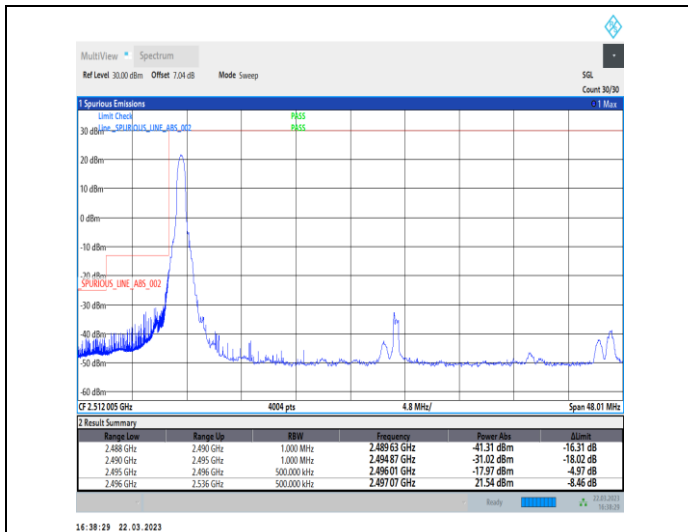 MultiView Spectrum
Ref Level 30.00 dBm Offset 7.04 dB Mode Sweep SGL
Count 30/30
1 Spurious Emissions 1 Max
Limit Check PASS
Line _SPURIOUS_LINE_ABS_002 PASS
30 dBm
20 dBm
10 dBm
0 dBm
-10 dBm
-20 dBm
_SPURIOUS_LINE_ABS_002
-30 dBm
-40 dBm
-50 dBm
-60 dBm
CF 2.512 005 GHz 4004 pts 4.8 MHz/ Span 48.01 MHz
2 Result Summary
Range Low Range Up RBW Frequency Power Abs ΔLimit
2.488 GHz 2.490 GHz 1.000 MHz 2.489 63 GHz -41.31 dBm -16.31 dB
2.490 GHz 2.495 GHz 1.000 MHz 2.494 87 GHz -31.02 dBm -18.02 dB
2.495 GHz 2.496 GHz 500.000 kHz 2.496 01 GHz -17.97 dBm -4.97 dB
2.496 GHz 2.536 GHz 500.000 kHz 2.497 07 GHz 21.54 dBm -8.46 dB
Ready 22.03.2023
16:38:29
16:38:29 22.03.2023